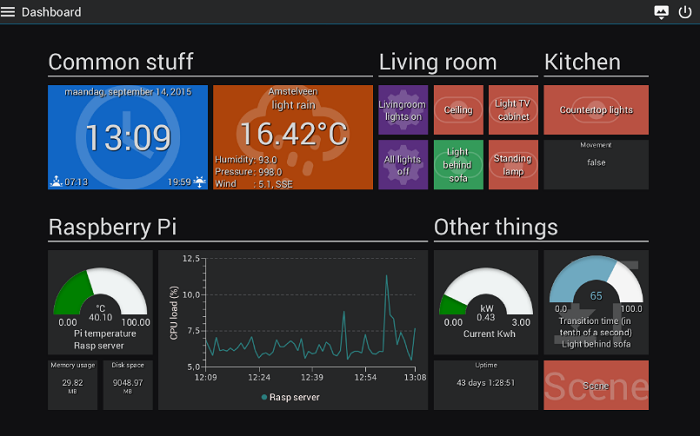 Dashboard
Common stuff
Living room
Kitchen
maandag, september 14, 2015
13:09
07.13
19:59
Amstelveen
light rain
16.42°C
Humidity: 93.0
Pressure: 998.0
Wind : 5.1, SSE
Livingroom
lights on
Ceiling
Light TV
cabinet
All lights
off
Light
behind
sofa
Standing
lamp
Countertop lights
Movement
false
Raspberry Pi
Other things
°C
40.10
0.00
100.00
Pi temperature
Rasp server
Memory usage
29.82
MB
Disk space
9048.97
MB
CPU load (%)
12.5
10.0
7.5
5.0
12:09
12:24
12:39
12:54
13:08
Rasp server
kW
0.43
0.00
3.00
Current Kwh
65
0.0
100.0
Transition time (in
tenth of a second)
Light behind sofa
Uptime
43 days 1:28:51
Scene
Scene